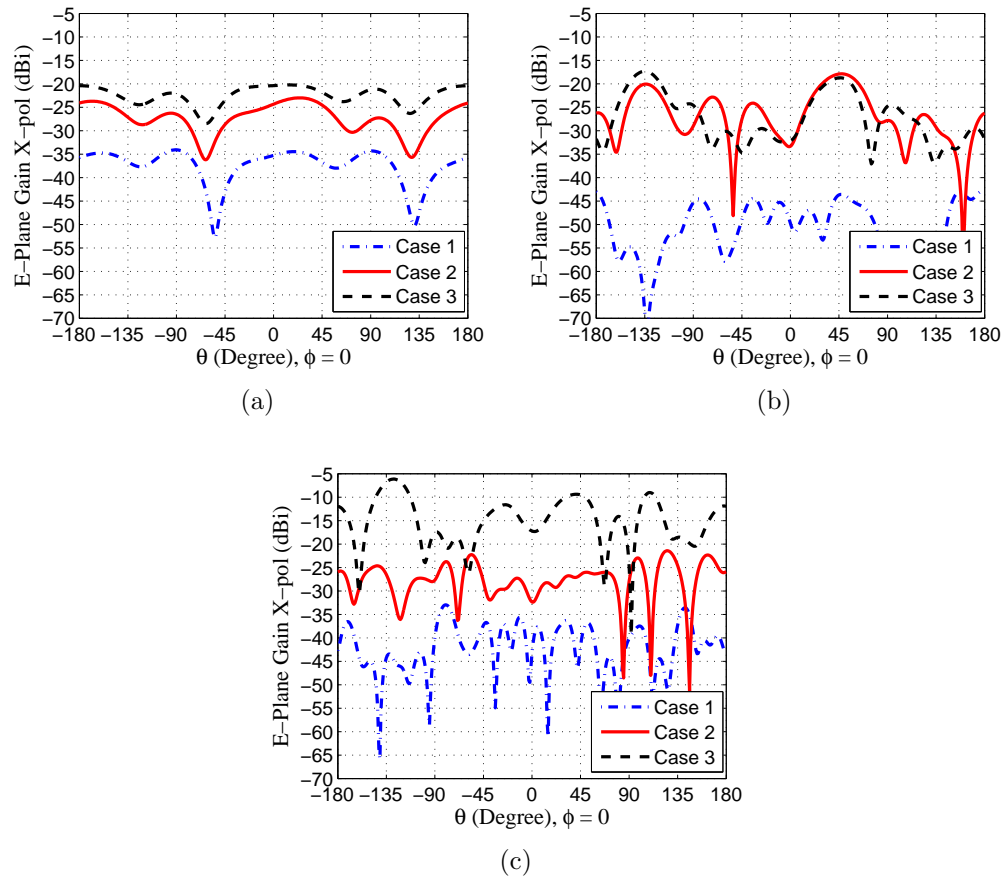 E-Plane Gain X-pol (dBi)
-5
-10
-15
-20
-25
-30
-35
-40
-45
-50
-55
-60
-65
-70
-180 -135 -90 -45 0 45 90 135 180
θ (Degree), ϕ = 0
Case 1
Case 2
Case 3
(a)
E-Plane Gain X-pol (dBi)
-5
-10
-15
-20
-25
-30
-35
-40
-45
-50
-55
-60
-65
-70
-180 -135 -90 -45 0 45 90 135 180
θ (Degree), ϕ = 0
Case 1
Case 2
Case 3
(b)
E-Plane Gain X-pol (dBi)
-5
-10
-15
-20
-25
-30
-35
-40
-45
-50
-55
-60
-65
-70
-180 -135 -90 -45 0 45 90 135 180
θ (Degree), ϕ = 0
Case 1
Case 2
Case 3
(c)